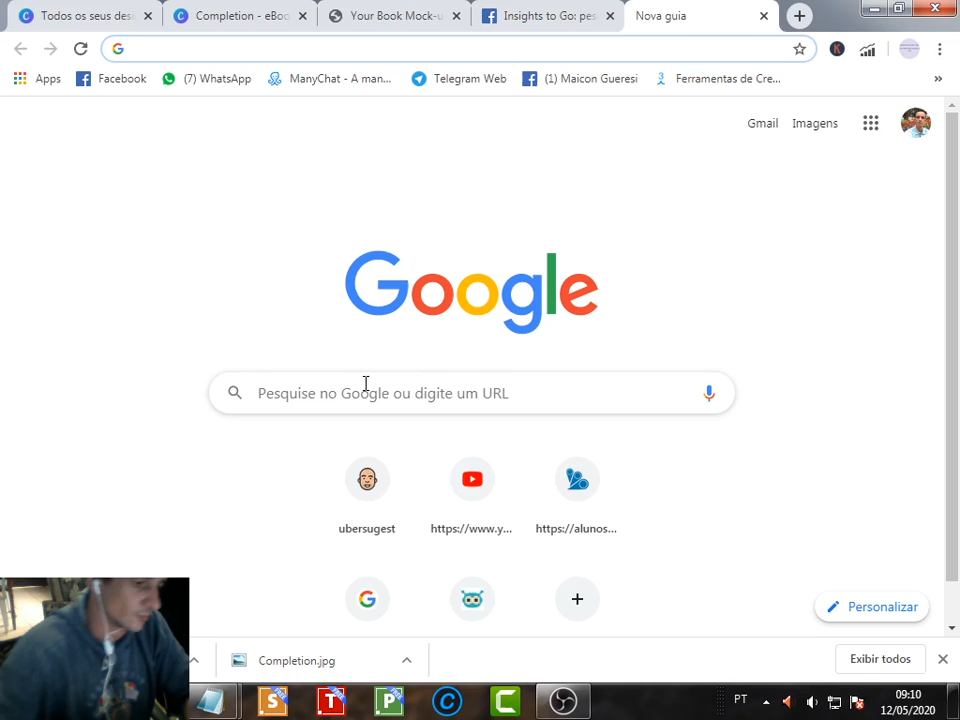 Todos os seus des
Completion - eBoo
Your Book Mock-u
Insights to Go: pes
Nova guia
Apps
Facebook
(7) WhatsApp
ManyChat - A man...
Telegram Web
(1) Maicon Gueresi
Ferramentas de Cre...
»
Gmail
Imagens
Google
Pesquise no Google ou digite um URL
ubersugest
https://www.y...
https://alunos...
Personalizar
Completion.jpg
Exibir todos
PT
09:10
12/05/2020